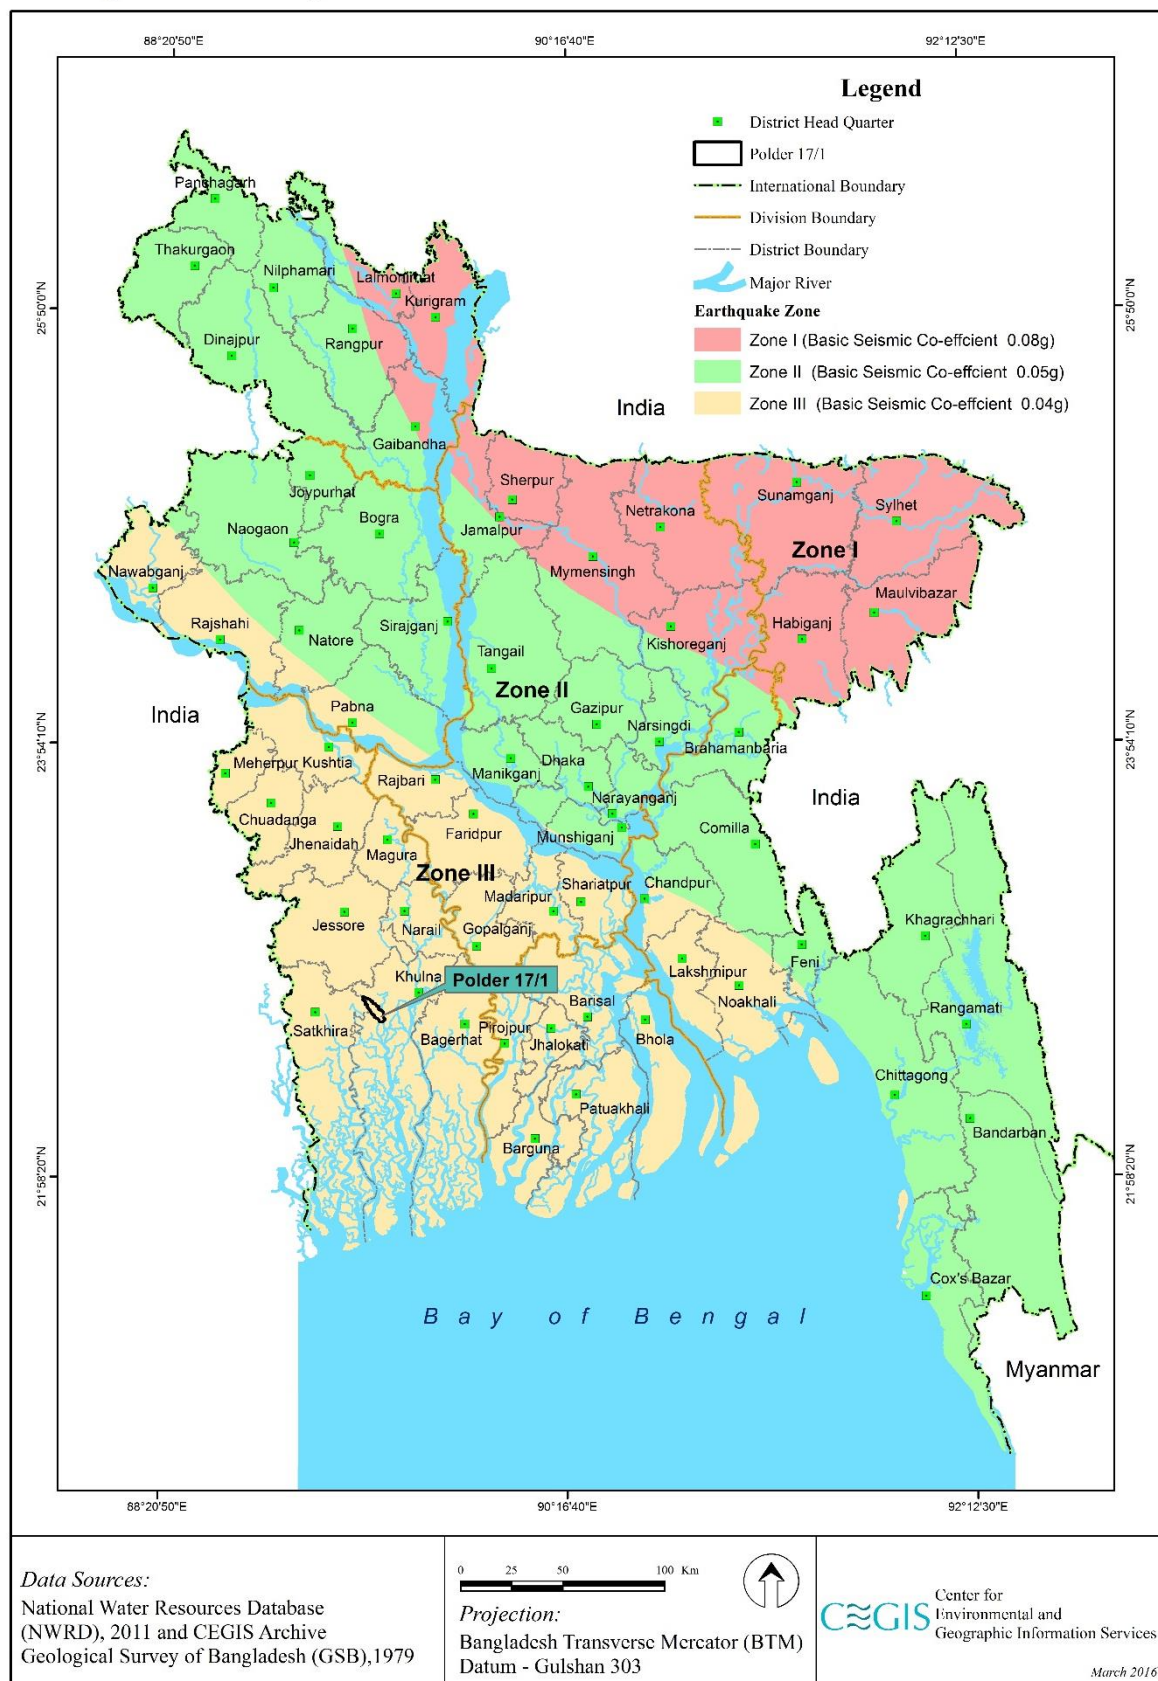 88°20'50"E
90°16'40"E
92°12'30"E
Legend
District Head Quarter
Polder 17/1
International Boundary
Division Boundary
District Boundary
Major River
Earthquake Zone
Zone I (Basic Seismic Co-effcient 0.08g)
Zone II (Basic Seismic Co-effcient 0.05g)
Zone III (Basic Seismic Co-effcient 0.04g)
Panchagarh
Thakurgaon
Nilphamari
Lalmonirhat
Kurigram
25°50'0"N
25°50'0"N
Dinajpur
Rangpur
India
Gaibandha
Joypurhat
Sherpur
Sunamganj
Sylhet
Naogaon
Bogra
Jamalpur
Netrakona
Zone I
Mymensingh
Nawabganj
Maulvibazar
Rajshahi
Natore
Sirajganj
Kishoreganj
Habiganj
Tangail
Zone II
India
Pabna
Gazipur
Narsingdi
23°54'10"N
23°54'10"N
Meherpur
Kushtia
Rajbari
Manikganj
Dhaka
Brahamanbaria
India
Chuadanga
Jhenaidah
Magura
Faridpur
Narayanganj
Munshiganj
Comilla
Zone III
Madaripur
Shariatpur
Chandpur
Jessore
Narail
Gopalganj
Khagrachhari
Feni
Khulna
Polder 17/1
Lakshmipur
Noakhali
Satkhira
Bagerhat
Pirojpur
Jhalokati
Barisal
Bhola
Rangamati
Chittagong
Patuakhali
Bandarban
Barguna
21°58'20"N
21°58'20"N
Cox's Bazar
Bay of Bengal
Myanmar
88°20'50"E
90°16'40"E
92°12'30"E
Data Sources:
National Water Resources Database
(NWRD), 2011 and CEGIS Archive
Geological Survey of Bangladesh (GSB),1979
0 25 50 100 Km
Projection:
Bangladesh Transverse Mercator (BTM)
Datum - Gulshan 303
CEGIS
Center for
Environmental and
Geographic Information Services
March 2016